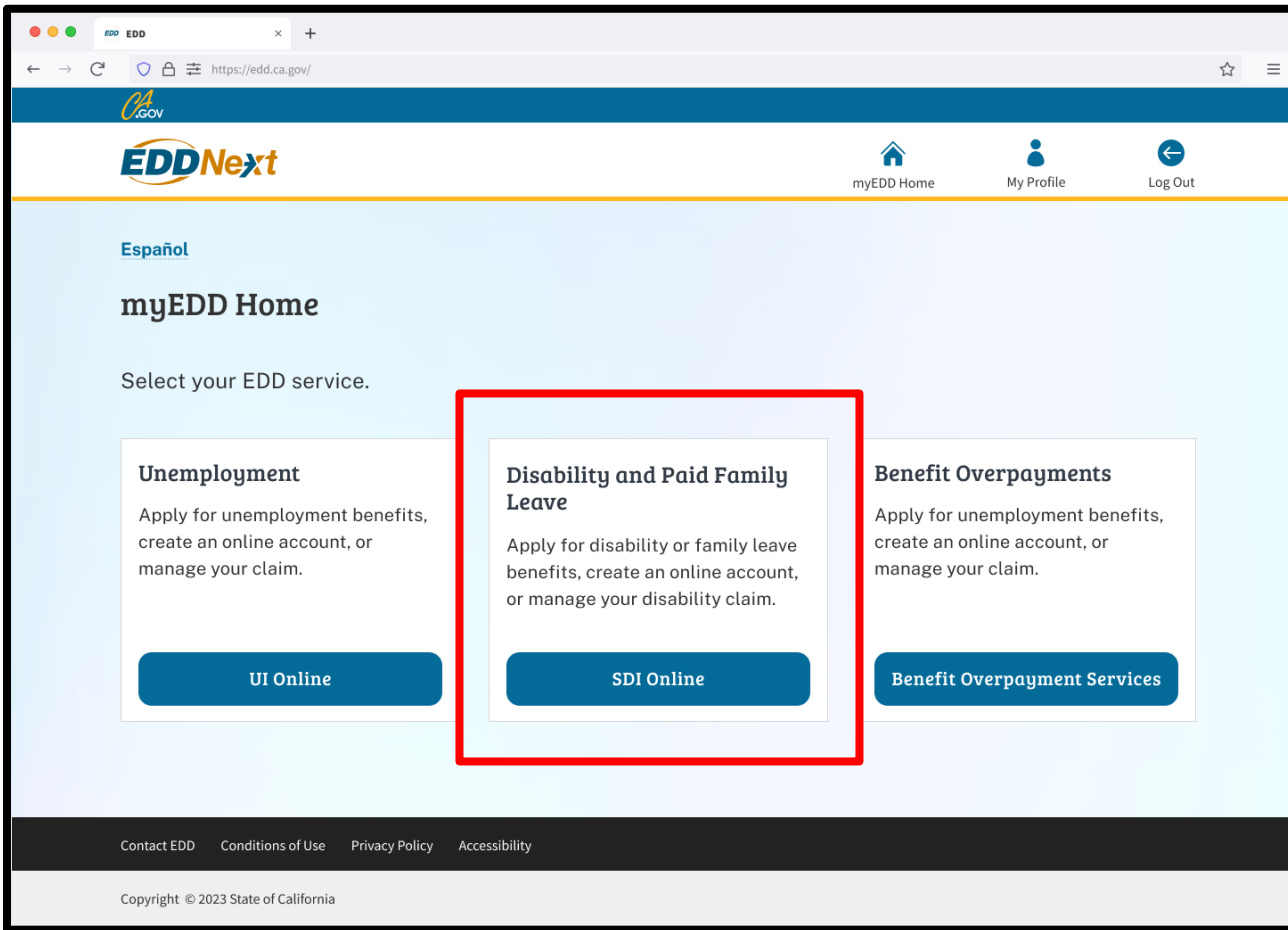 EDD EDD
https://edd.ca.gov/
CA.GOV
EDDNext
myEDD Home
My Profile
Log Out
Español
myEDD Home
Select your EDD service.
Unemployment
Apply for unemployment benefits,
create an online account, or
manage your claim.
UI Online
Disability and Paid Family
Leave
Apply for disability or family leave
benefits, create an online account,
or manage your disability claim.
SDI Online
Benefit Overpayments
Apply for unemployment benefits,
create an online account, or
manage your claim.
Benefit Overpayment Services
Contact EDD Conditions of Use Privacy Policy Accessibility
Copyright © 2023 State of California